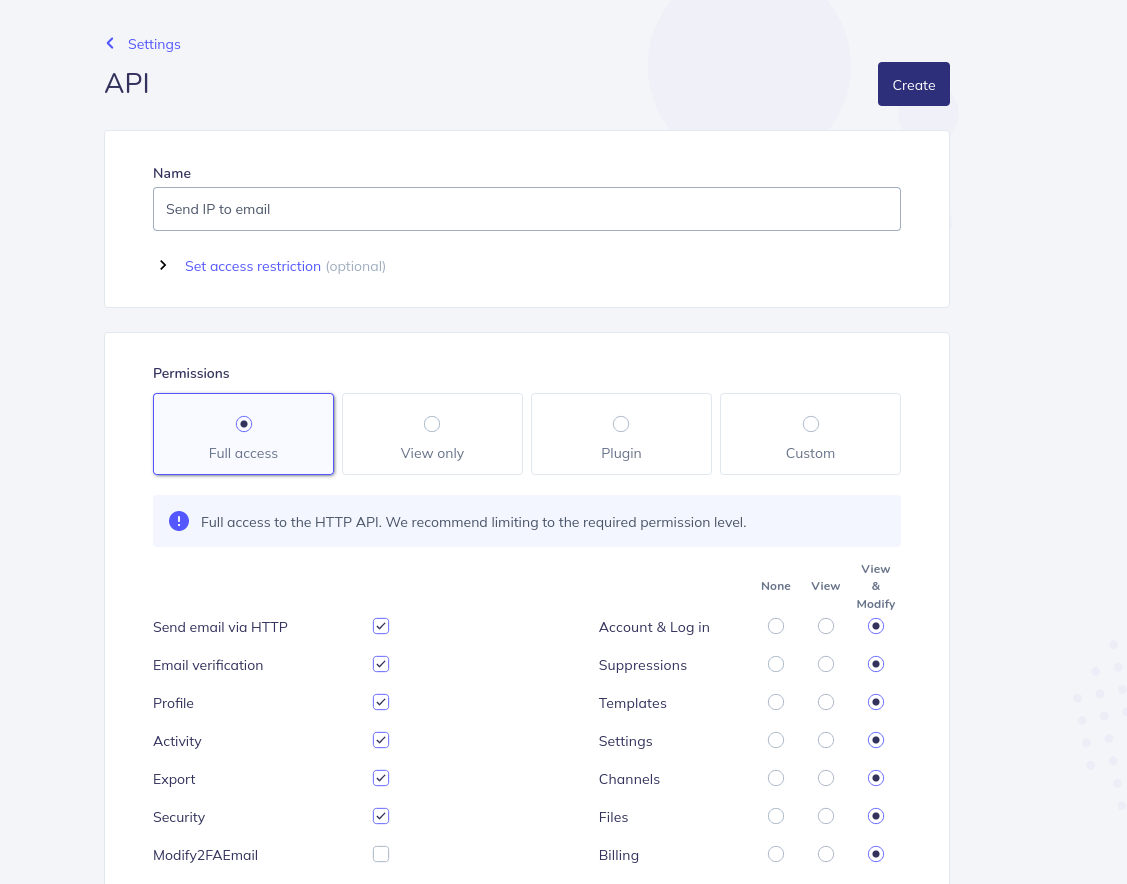 Settings
API
Create
Name
Send IP to email
Set access restriction (optional)
Permissions
Full access
View only
Plugin
Custom
Full access to the HTTP API. We recommend limiting to the required permission level.
None
View
View
&
Modify
Send email via HTTP
Account & Log in
Email verification
Suppressions
Profile
Templates
Activity
Settings
Export
Channels
Security
Files
Modify2FAEmail
Billing